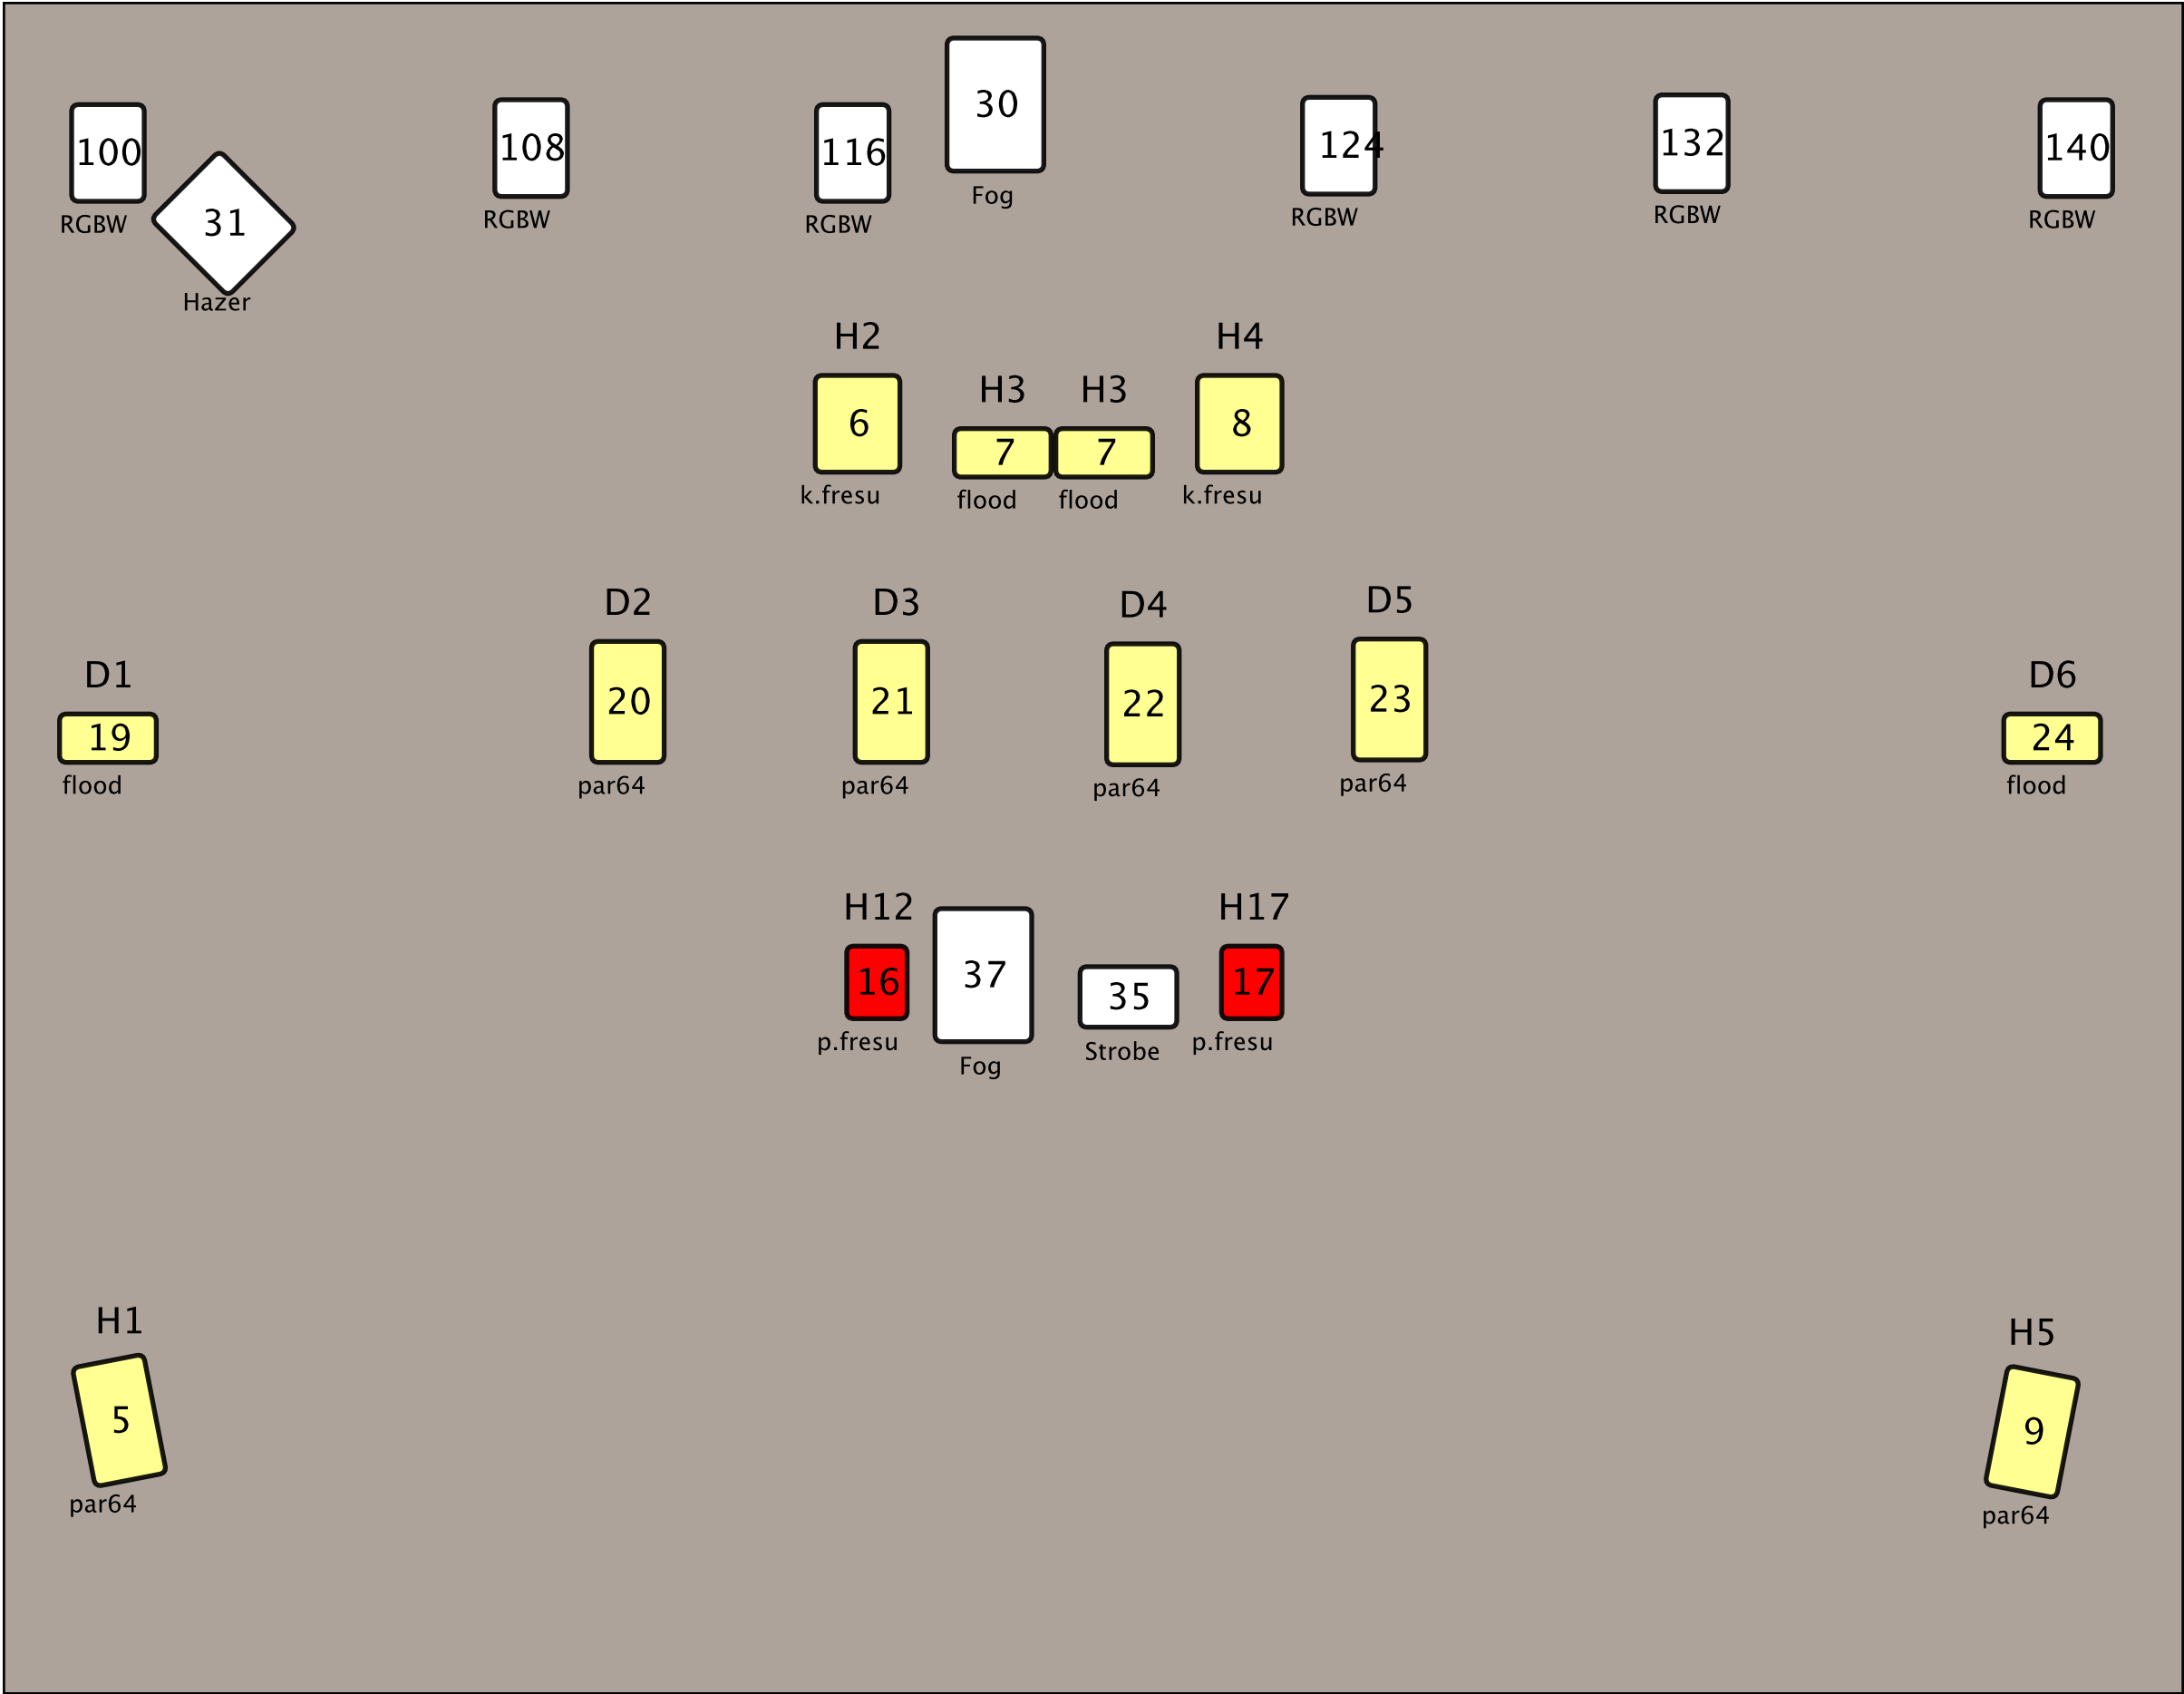 30
100 108 116 124 132 140
Fog
RGBW RGBW RGBW RGBW RGBW RGBW
31
Hazer
H2 H4
H3 H3
6 8
7 7
k.fresu flood flood k.fresu
D2 D3 D4 D5
D1 D6
20 21 22 23
19 24
flood par64 par64 par64 par64 flood
H12 H17
16 37 35 17
p.fresu Fog Strobe p.fresu
H1 H5
5 9
par64 par64